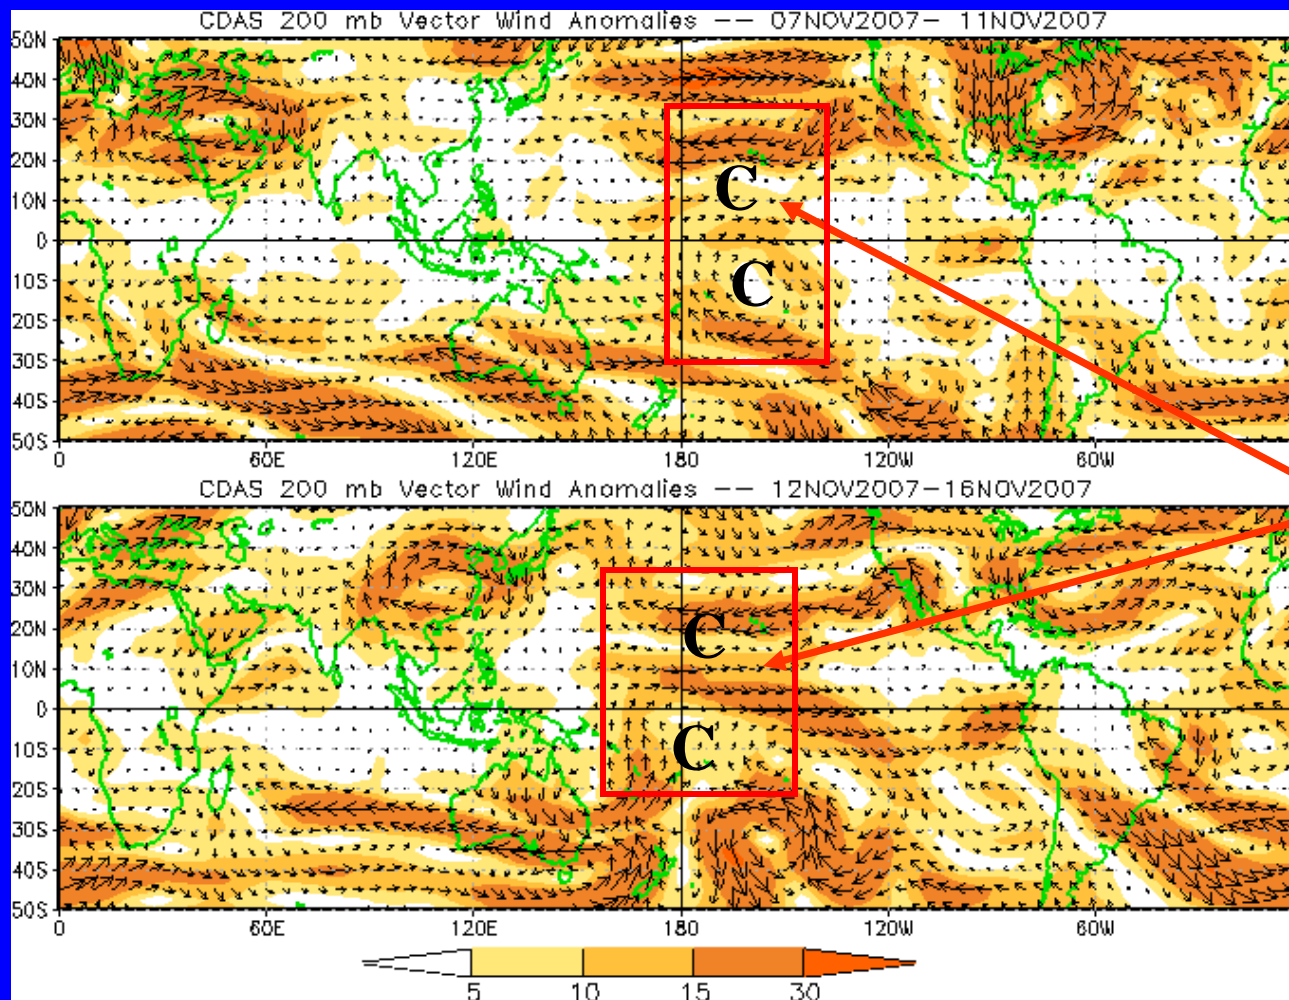 CDAS 200 mb Vector Wind Anomalies -- 07NOV2007- 11NOV2007
50N
40N
30N
20N
10N
0
10S
20S
30S
40S
50S
C
C
0 60E 120E 180 120W 60W
CDAS 200 mb Vector Wind Anomalies -- 12NOV2007-16NOV2007
50N
40N
30N
20N
10N
0
10S
20S
30S
40S
50S
C
C
0 60E 120E 180 120W 60W
5 10 15 30